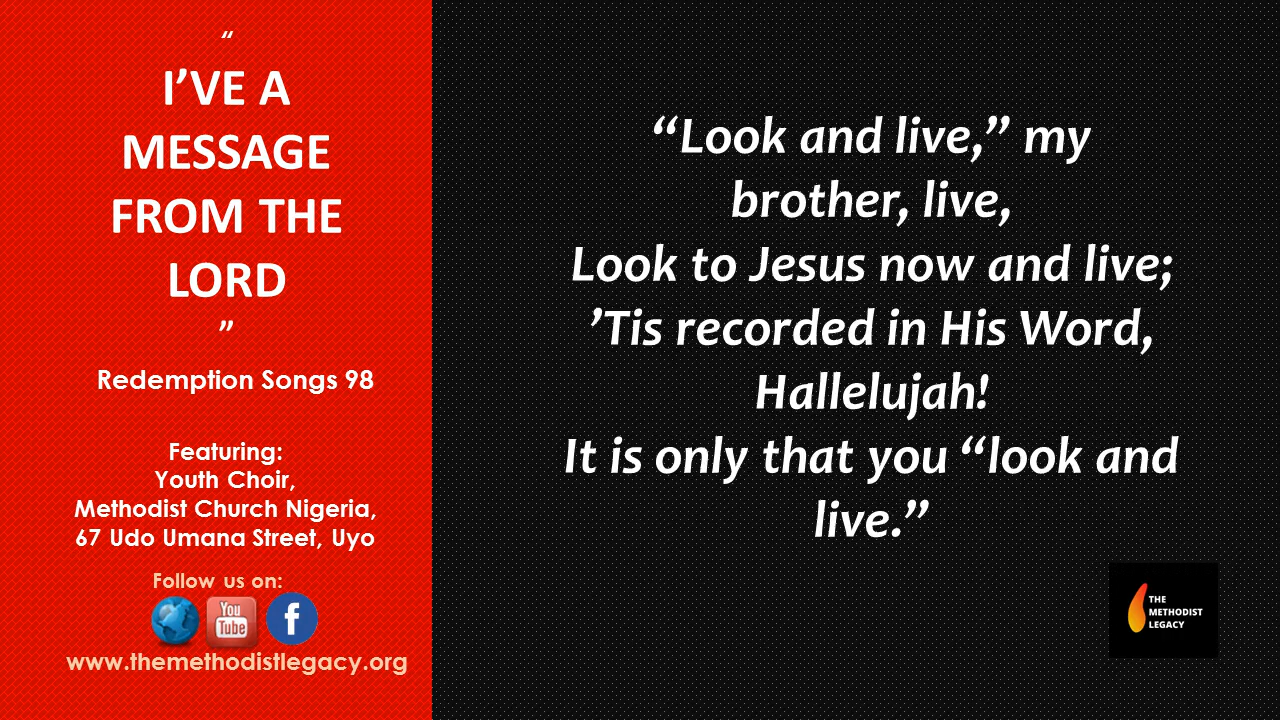 “
I’VE A
MESSAGE
FROM THE
LORD
”
Redemption Songs 98
Featuring:
Youth Choir,
Methodist Church Nigeria,
67 Udo Umana Street, Uyo
Follow us on:
You
Tube
f
www.themethodistlegacy.org
“Look and live,” my
brother, live,
Look to Jesus now and live;
’Tis recorded in His Word,
Hallelujah!
It is only that you “look and
live.”
THE
METHODIST
LEGACY